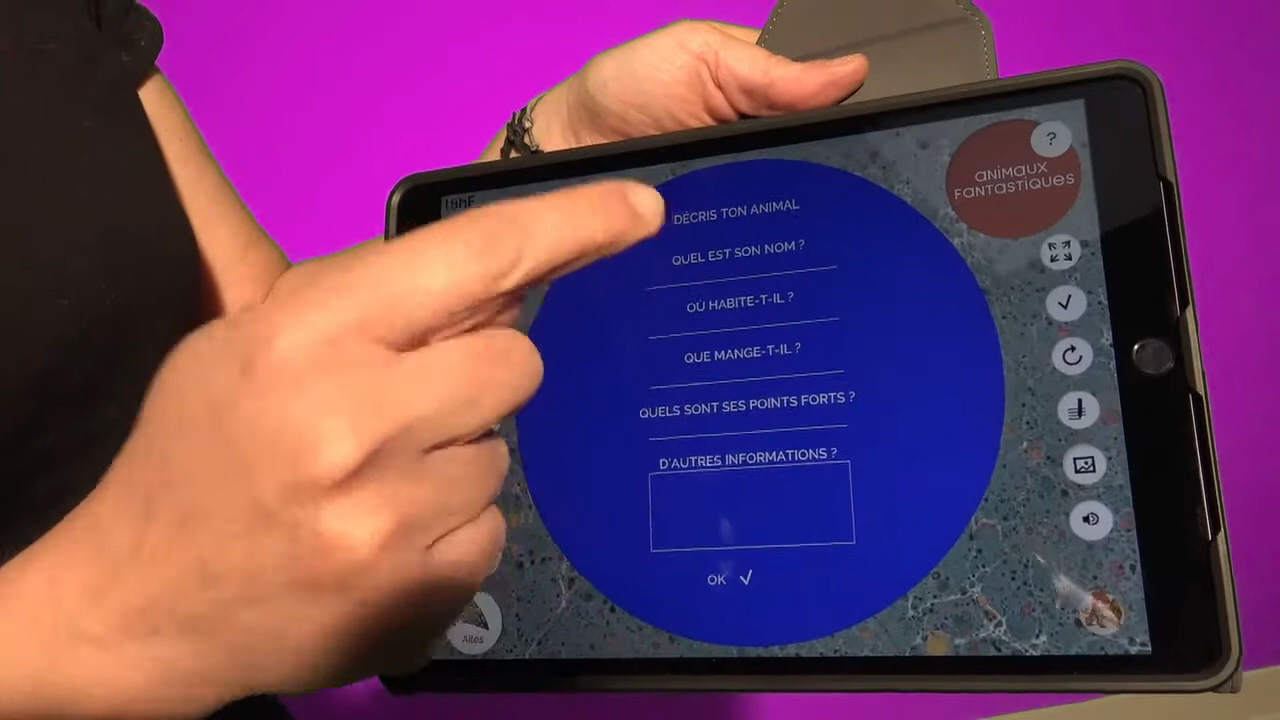 DÉCRIS TON ANIMAL
QUEL EST SON NOM ?
OÙ HABITE-T-IL ?
QUE MANGE-T-IL ?
QUELS SONT SES POINTS FORTS ?
D'AUTRES INFORMATIONS ?
OK
?
ANIMAUX
FANTASTIQUES
Ailes